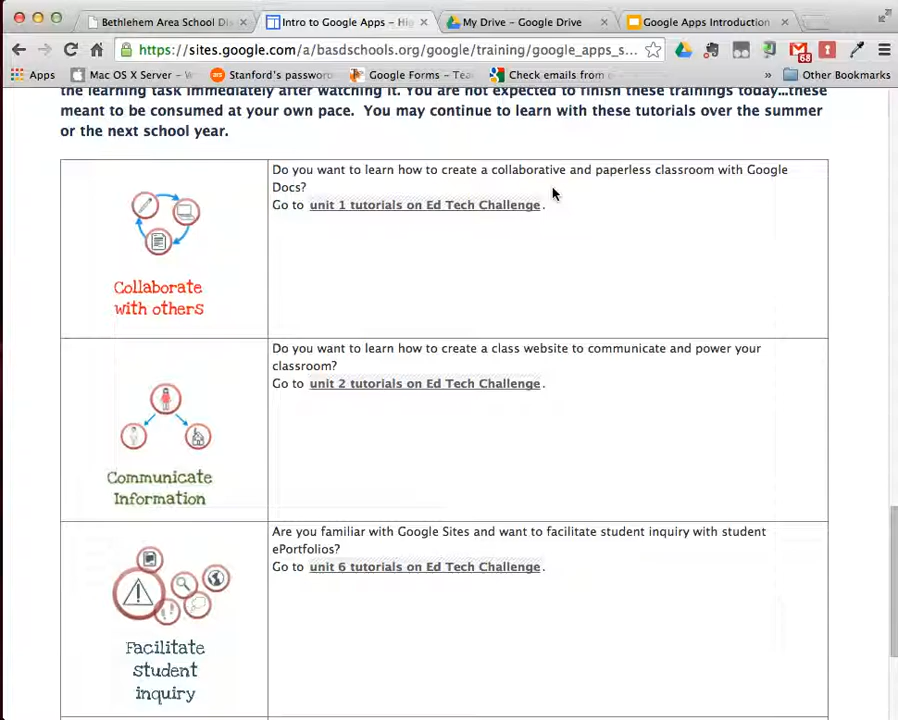 Bethlehem Area School Di
Intro to Google Apps – Hi
My Drive – Google Drive
Google Apps Introduction
https://sites.google.com/a/basdschools.org/google/training/google_apps_s...
68
Apps
Mac OS X Server –
Stanford's passwor
Google Forms – Tea
Check emails from
»
Other Bookmarks
the learning task immediately after watching it. You are not expected to finish these trainings today...these
meant to be consumed at your own pace. You may continue to learn with these tutorials over the summer
or the next school year.
Collaborate
with others
Do you want to learn how to create a collaborative and paperless classroom with Google
Docs?
Go to unit 1 tutorials on Ed Tech Challenge.
Communicate
Information
Do you want to learn how to create a class website to communicate and power your
classroom?
Go to unit 2 tutorials on Ed Tech Challenge.
Facilitate
student
inquiry
Are you familiar with Google Sites and want to facilitate student inquiry with student
ePortfolios?
Go to unit 6 tutorials on Ed Tech Challenge.